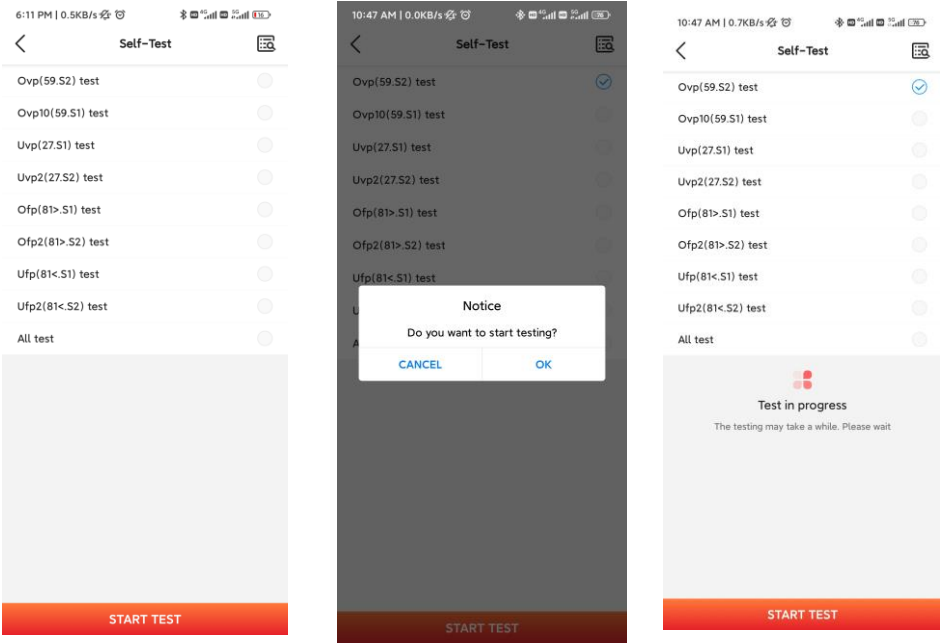 6:11 PM | 0.5KB/s
Self-Test
Ovp(59.S2) test
Ovp10(59.S1) test
Uvp(27.S1) test
Uvp2(27.S2) test
Ofp(81>.S1) test
Ofp2(81>.S2) test
Ufp(81<.S1) test
Ufp2(81<.S2) test
All test
START TEST
10:47 AM | 0.0KB/s
Self-Test
Ovp(59.S2) test
Ovp10(59.S1) test
Uvp(27.S1) test
Uvp2(27.S2) test
Ofp(81>.S1) test
Ofp2(81>.S2) test
Ufp(81<.S1) test
Notice
Do you want to start testing?
CANCEL OK
START TEST
10:47 AM | 0.7KB/s
Self-Test
Ovp(59.S2) test
Ovp10(59.S1) test
Uvp(27.S1) test
Uvp2(27.S2) test
Ofp(81>.S1) test
Ofp2(81>.S2) test
Ufp(81<.S1) test
Ufp2(81<.S2) test
All test
Test in progress
The testing may take a while. Please wait
START TEST